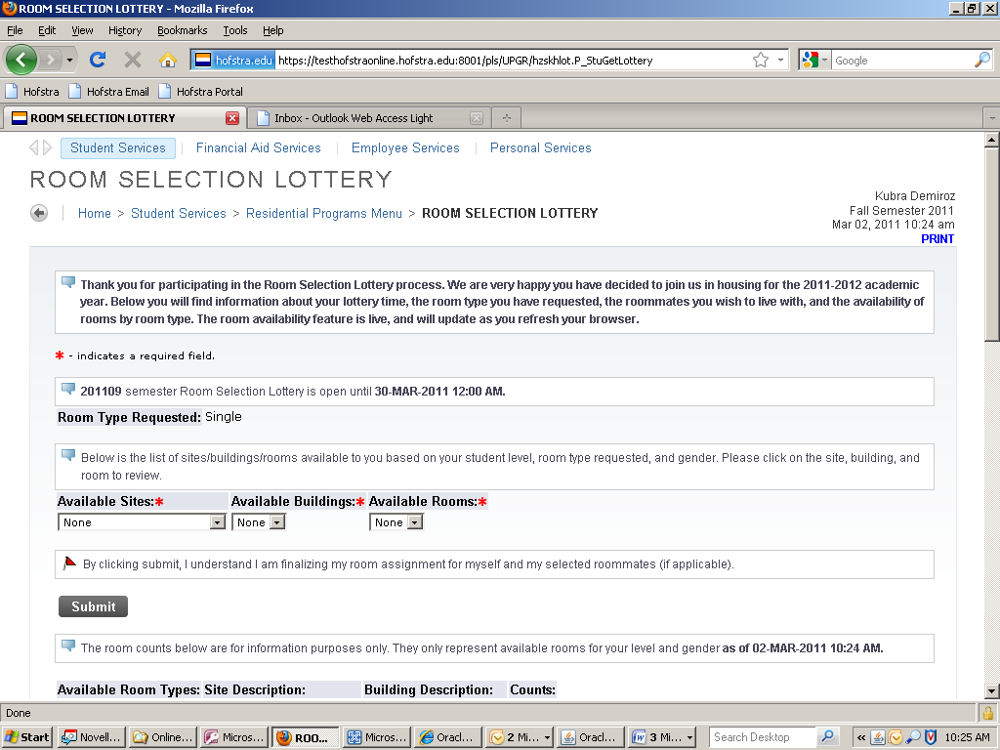 ROOM SELECTION LOTTERY - Mozilla Firefox
File Edit View History Bookmarks Tools Help
hofstra.edu https://testhofstraonline.hofstra.edu:8001/pls/UPGR/hzskhlot.P_StuGetLottery Google
Hofstra Hofstra Email Hofstra Portal
ROOM SELECTION LOTTERY Inbox - Outlook Web Access Light
Student Services Financial Aid Services Employee Services Personal Services
ROOM SELECTION LOTTERY
Home > Student Services > Residential Programs Menu > ROOM SELECTION LOTTERY
Kubra Demiroz
Fall Semester 2011
Mar 02, 2011 10:24 am
PRINT
Thank you for participating in the Room Selection Lottery process. We are very happy you have decided to join us in housing for the 2011-2012 academic
year. Below you will find information about your lottery time, the room type you have requested, the roommates you wish to live with, and the availability of
rooms by room type. The room availability feature is live, and will update as you refresh your browser.
* - indicates a required field.
201109 semester Room Selection Lottery is open until 30-MAR-2011 12:00 AM.
Room Type Requested: Single
Below is the list of sites/buildings/rooms available to you based on your student level, room type requested, and gender. Please click on the site, building, and
room to review.
Available Sites:* Available Buildings:* Available Rooms:*
None None None
By clicking submit, I understand I am finalizing my room assignment for myself and my selected roommates (if applicable).
Submit
The room counts below are for information purposes only. They only represent available rooms for your level and gender as of 02-MAR-2011 10:24 AM.
Available Room Types: Site Description: Building Description: Counts:
Done
Start Novell... Online... Micros... ROO... Micros... Oracl... 2 Mi... Oracl... 3 Mi... Search Desktop « 10:25 AM